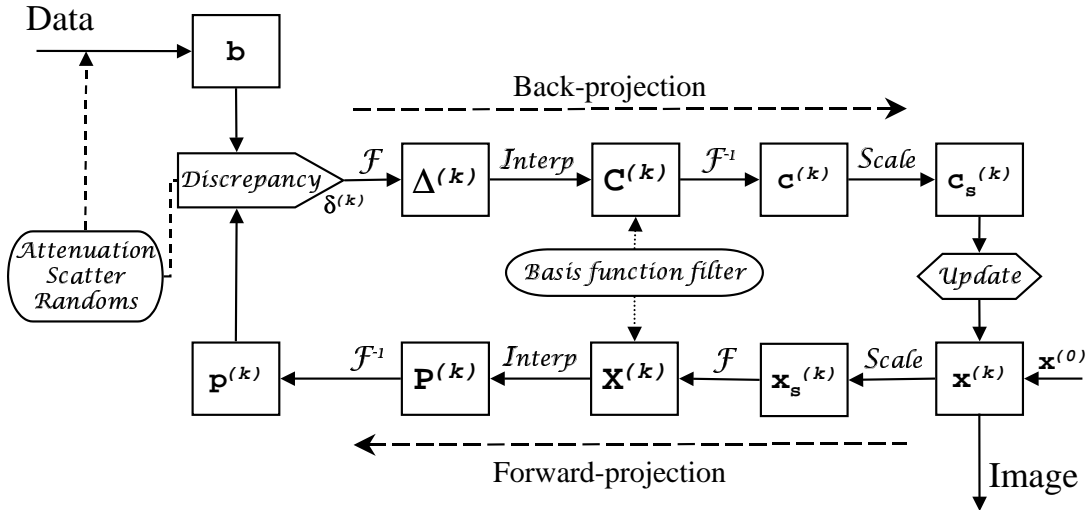 Data
b
Back-projection
Discrepancy
δ(k)
F
Δ(k)
Interp
C(k)
F-1
c(k)
Scale
cs(k)
Attenuation
Scatter
Randoms
Basis function filter
Update
p(k)
F-1
P(k)
Interp
X(k)
F
xs(k)
Scale
x(k)
x(0)
Forward-projection
Image